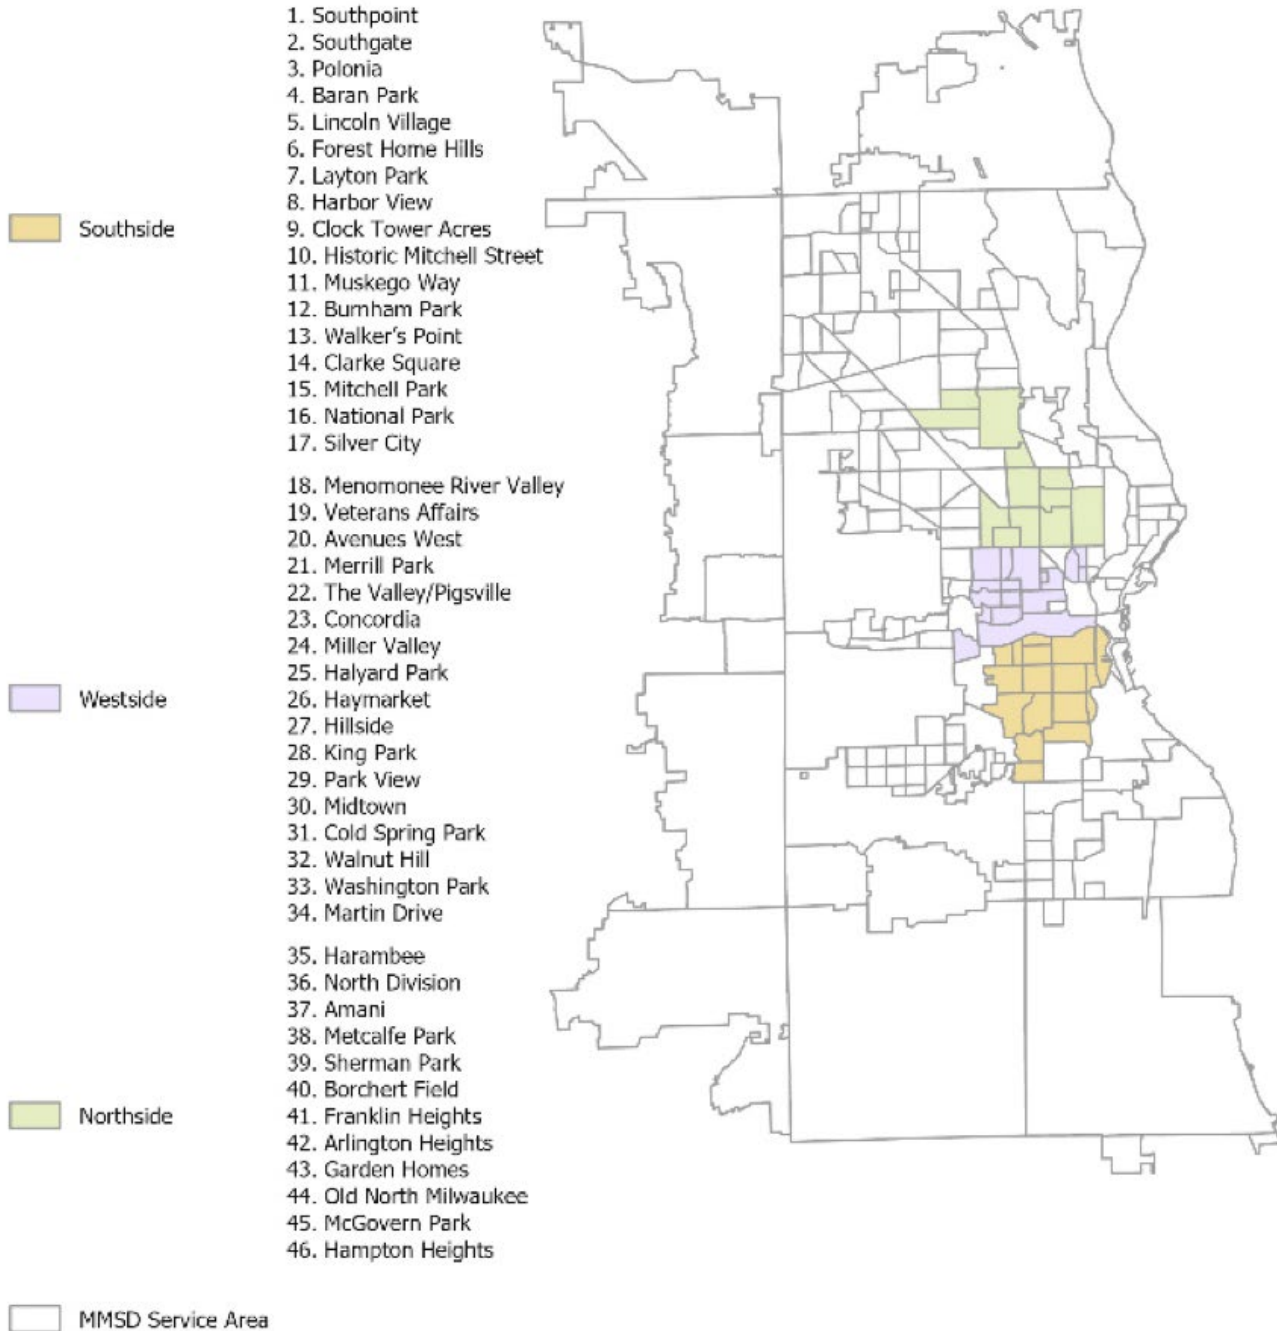 1. Southpoint
2. Southgate
3. Polonia
4. Baran Park
5. Lincoln Village
6. Forest Home Hills
7. Layton Park
8. Harbor View
Southside
9. Clock Tower Acres
10. Historic Mitchell Street
11. Muskego Way
12. Burnham Park
13. Walker's Point
14. Clarke Square
15. Mitchell Park
16. National Park
17. Silver City
18. Menomonee River Valley
19. Veterans Affairs
20. Avenues West
21. Merrill Park
22. The Valley/Pigsville
23. Concordia
24. Miller Valley
25. Halyard Park
Westside
26. Haymarket
27. Hillside
28. King Park
29. Park View
30. Midtown
31. Cold Spring Park
32. Walnut Hill
33. Washington Park
34. Martin Drive
35. Harambee
36. North Division
37. Amani
38. Metcalfe Park
39. Sherman Park
40. Borchert Field
Northside
41. Franklin Heights
42. Arlington Heights
43. Garden Homes
44. Old North Milwaukee
45. McGovern Park
46. Hampton Heights
MMSD Service Area